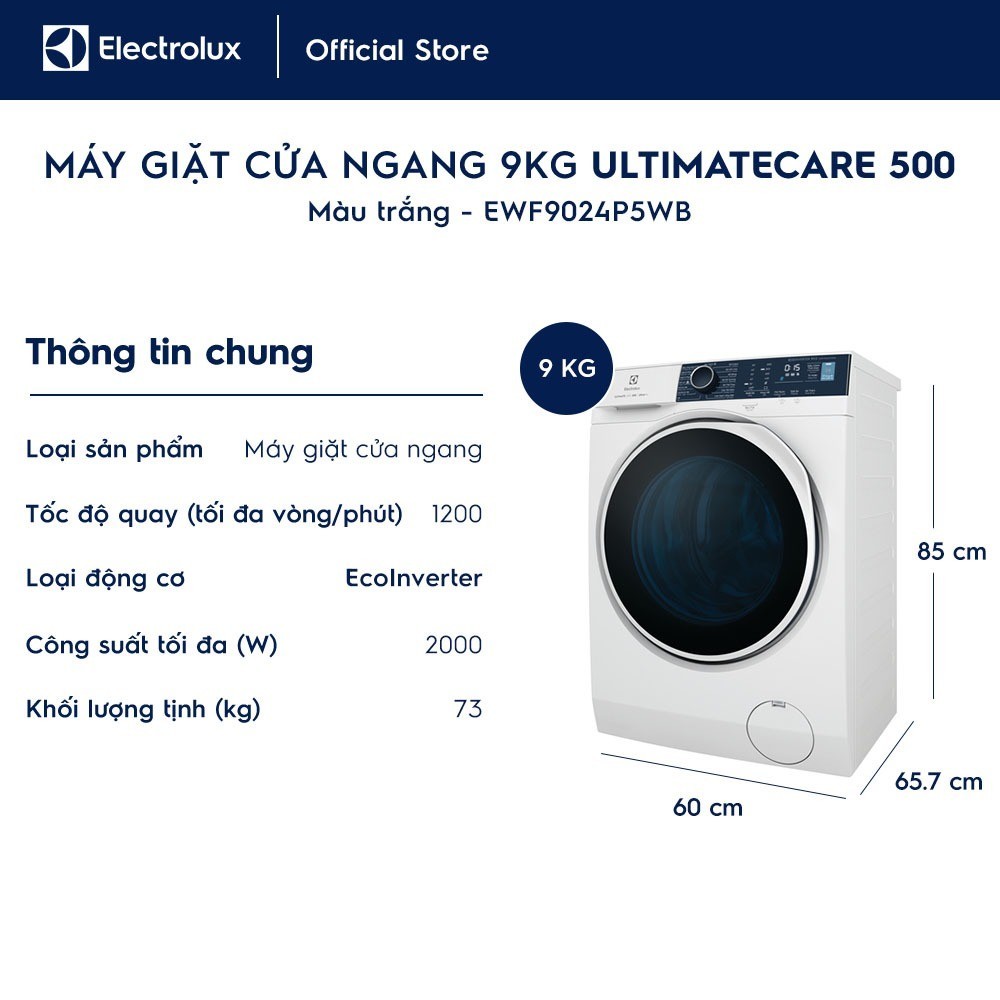 Electrolux
Official Store
MÁY GIẶT CỬA NGANG 9KG ULTIMATECARE 500
Màu trắng - EWF9024P5WB
Thông tin chung
Loại sản phẩm Máy giặt cửa ngang
Tốc độ quay (tối đa vòng/phút) 1200
Loại động cơ EcoInverter
Công suất tối đa (W) 2000
Khối lượng tịnh (kg) 73
9 KG
Electrolux
85 cm
65.7 cm
60 cm